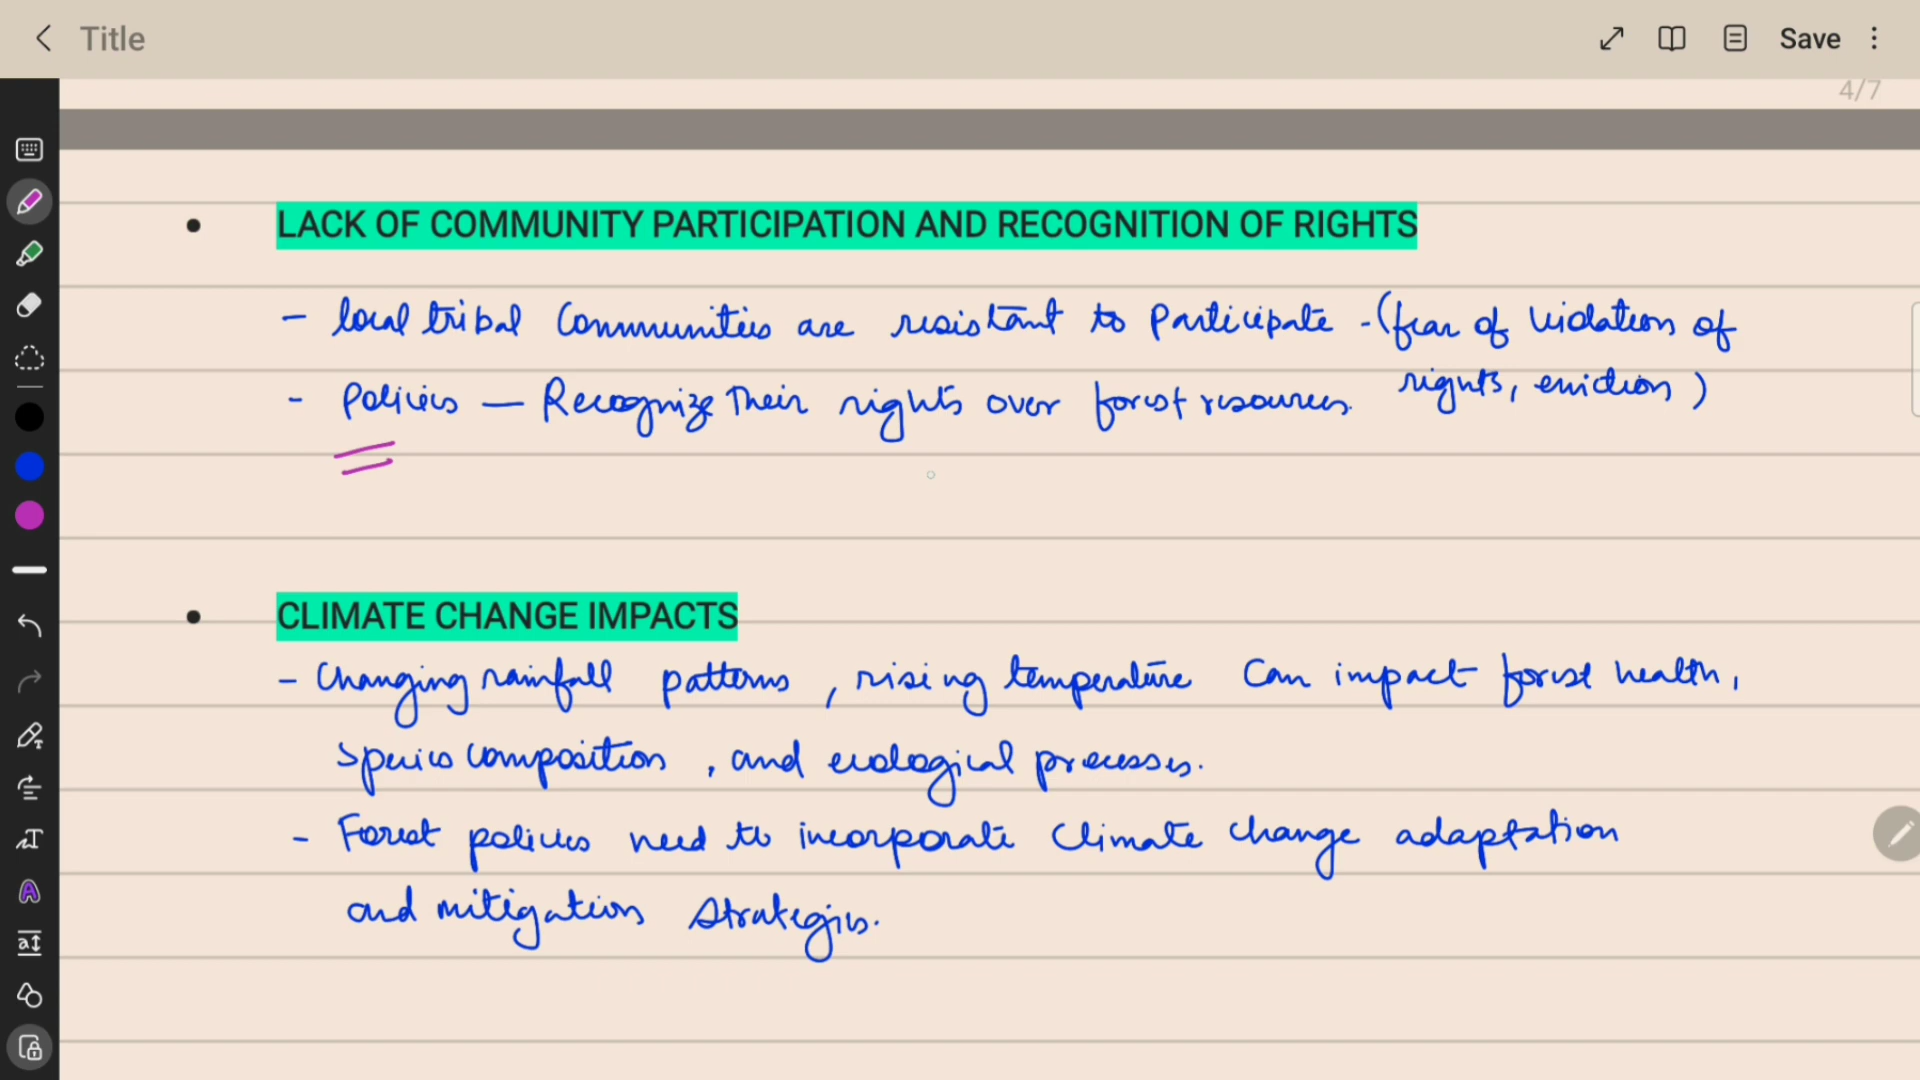 Title
Save
4/7
• LACK OF COMMUNITY PARTICIPATION AND RECOGNITION OF RIGHTS
- local tribal Communities are resistant to participate - (fear of violation of
rights, eviction)
- Policies — Recognize Their rights over forest resources.
• CLIMATE CHANGE IMPACTS
- Changing rainfall patterns, rising temperature Can impact forest health,
species composition, and ecological processes.
- Forest policies need to incorporate Climate change adaptation
and mitigation strategies.